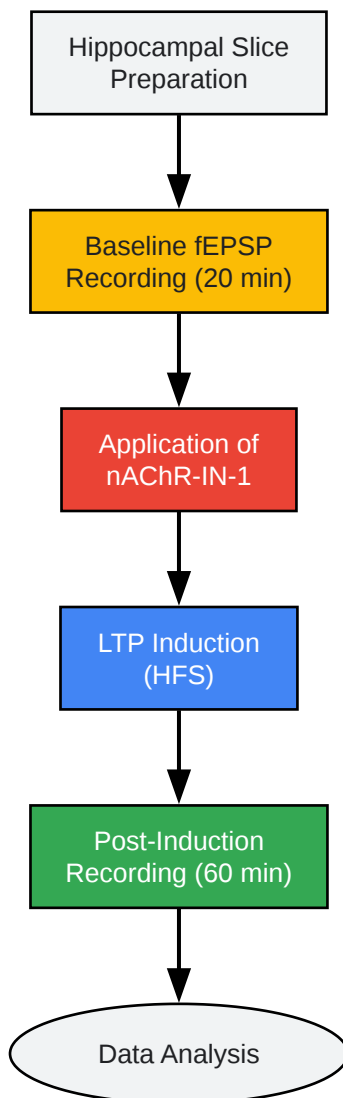 Hippocampal Slice
Preparation
Baseline fEPSP
Recording (20 min)
Application of
nAChR-IN-1
LTP Induction
(HFS)
Post-Induction
Recording (60 min)
Data Analysis